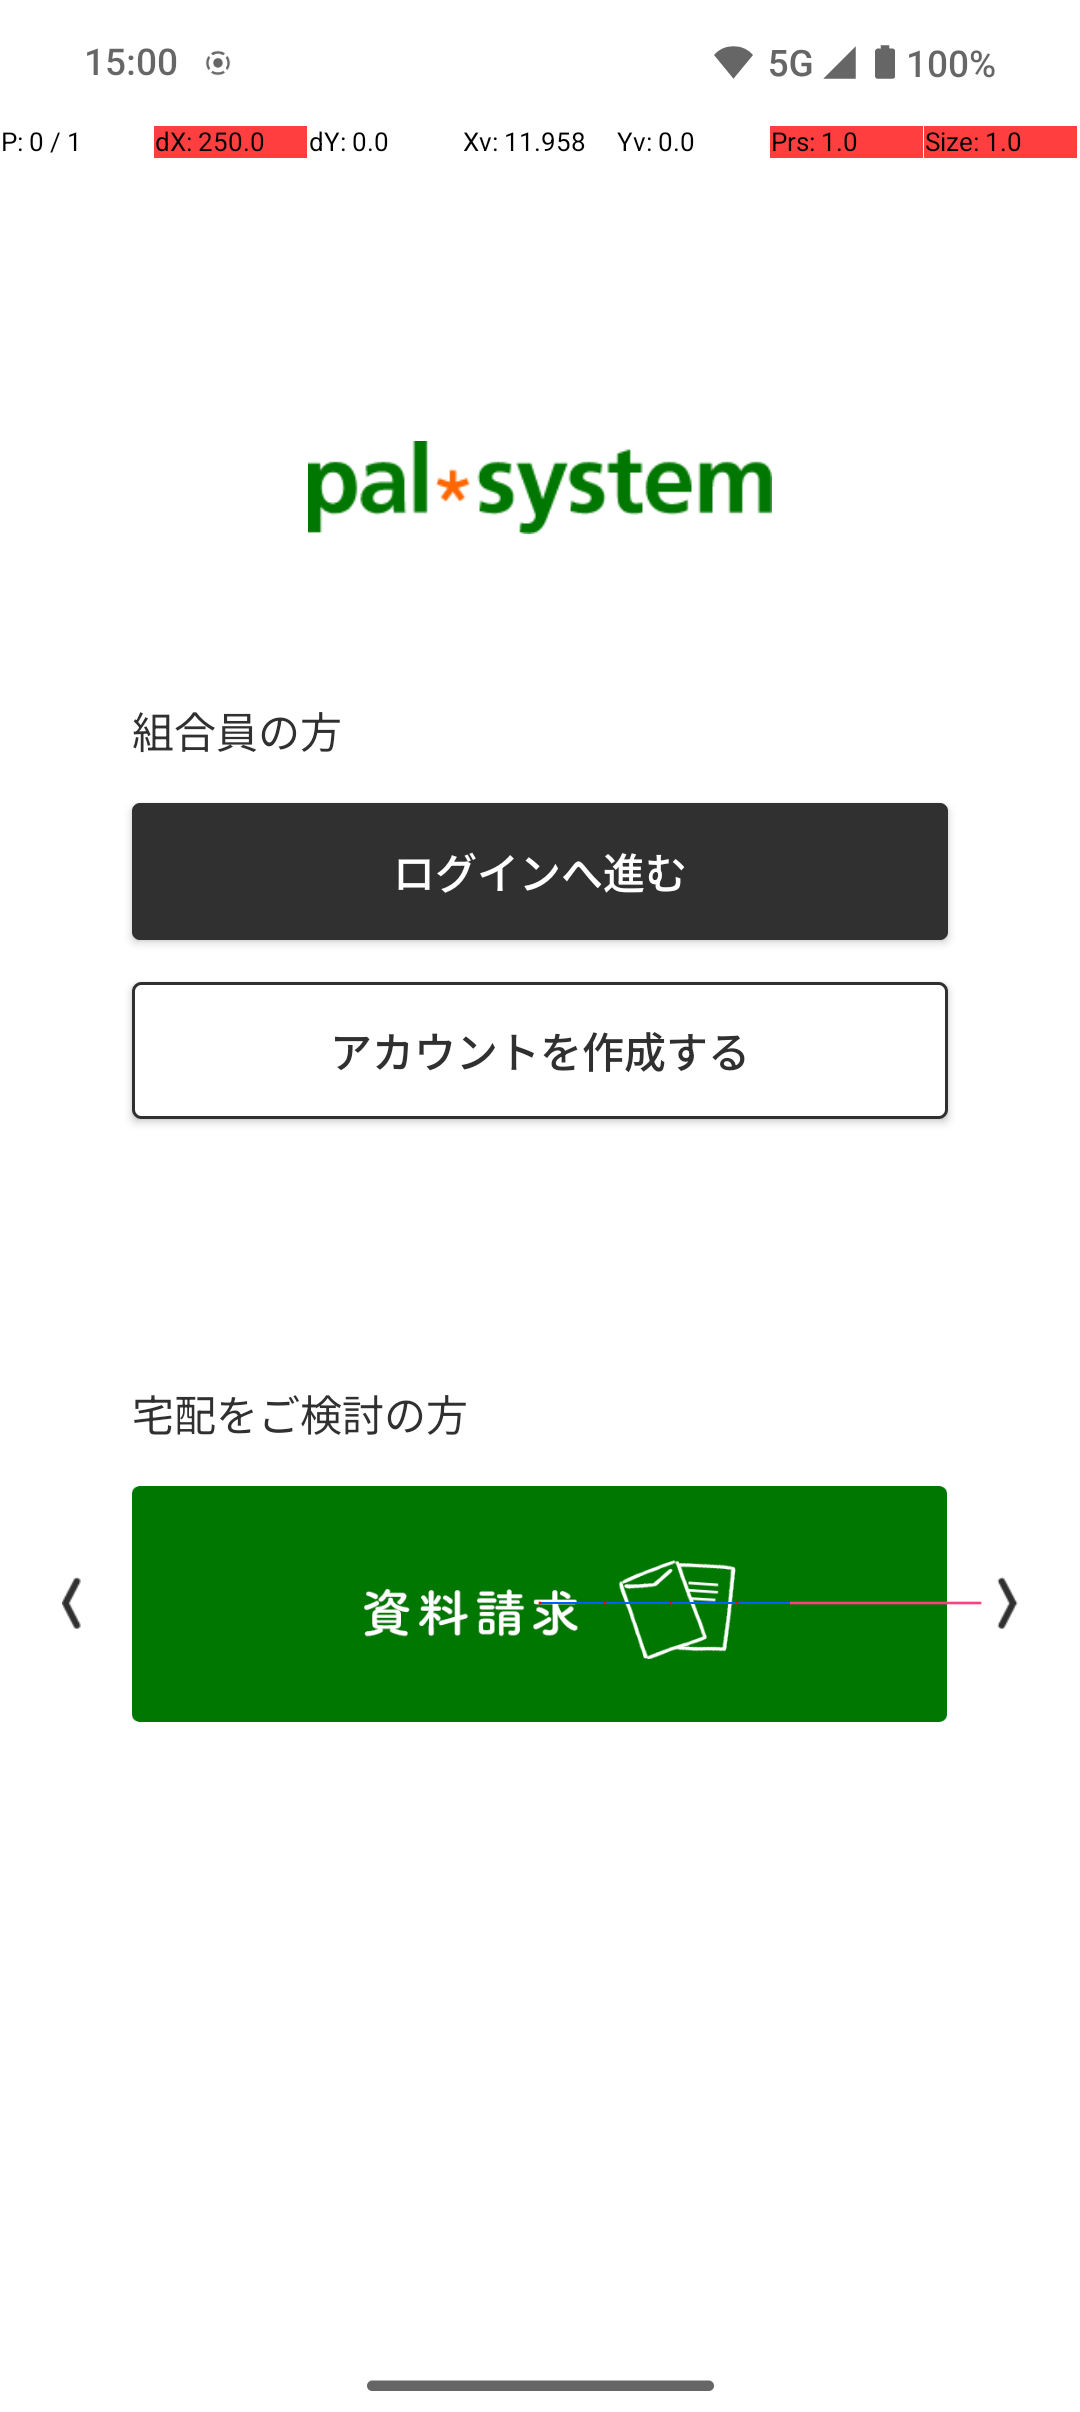 15:00 5G 100%
P: 0 / 1 dX: 250.0 dY: 0.0 Xv: 11.958 Yv: 0.0 Prs: 1.0 Size: 1.0
pal*system
組合員の方
ログインへ進む
アカウントを作成する
宅配をご検討の方
資料請求